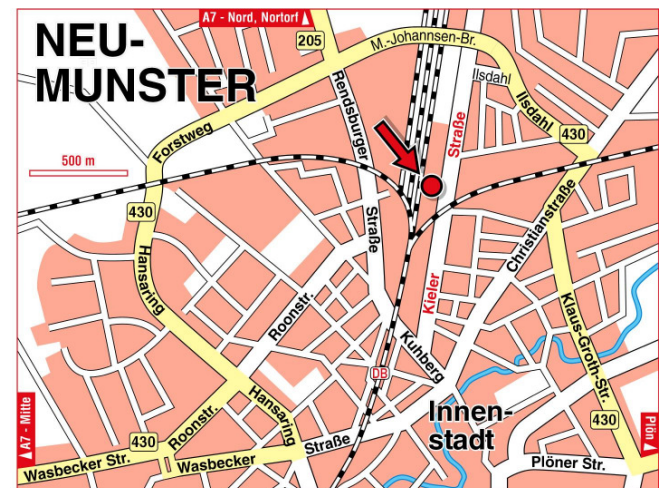 A7 - Nord, Nortorf
NEU-
MUNSTER
205
M.-Johannsen-Br.
Ilsdahl
Ilsdahl
430
Rendsburger
Straße
Straße
Kieler
Forstweg
500 m
430
Hansaring
Christianstraße
Roonstr.
Kuhberg
Klaus-Groth-Str.
DB
Hansaring
Innen-
stadt
430
Plön
A7 - Mitte
430
Roonstr.
Straße
Wasbecker Str.
Wasbecker
Plöner Str.